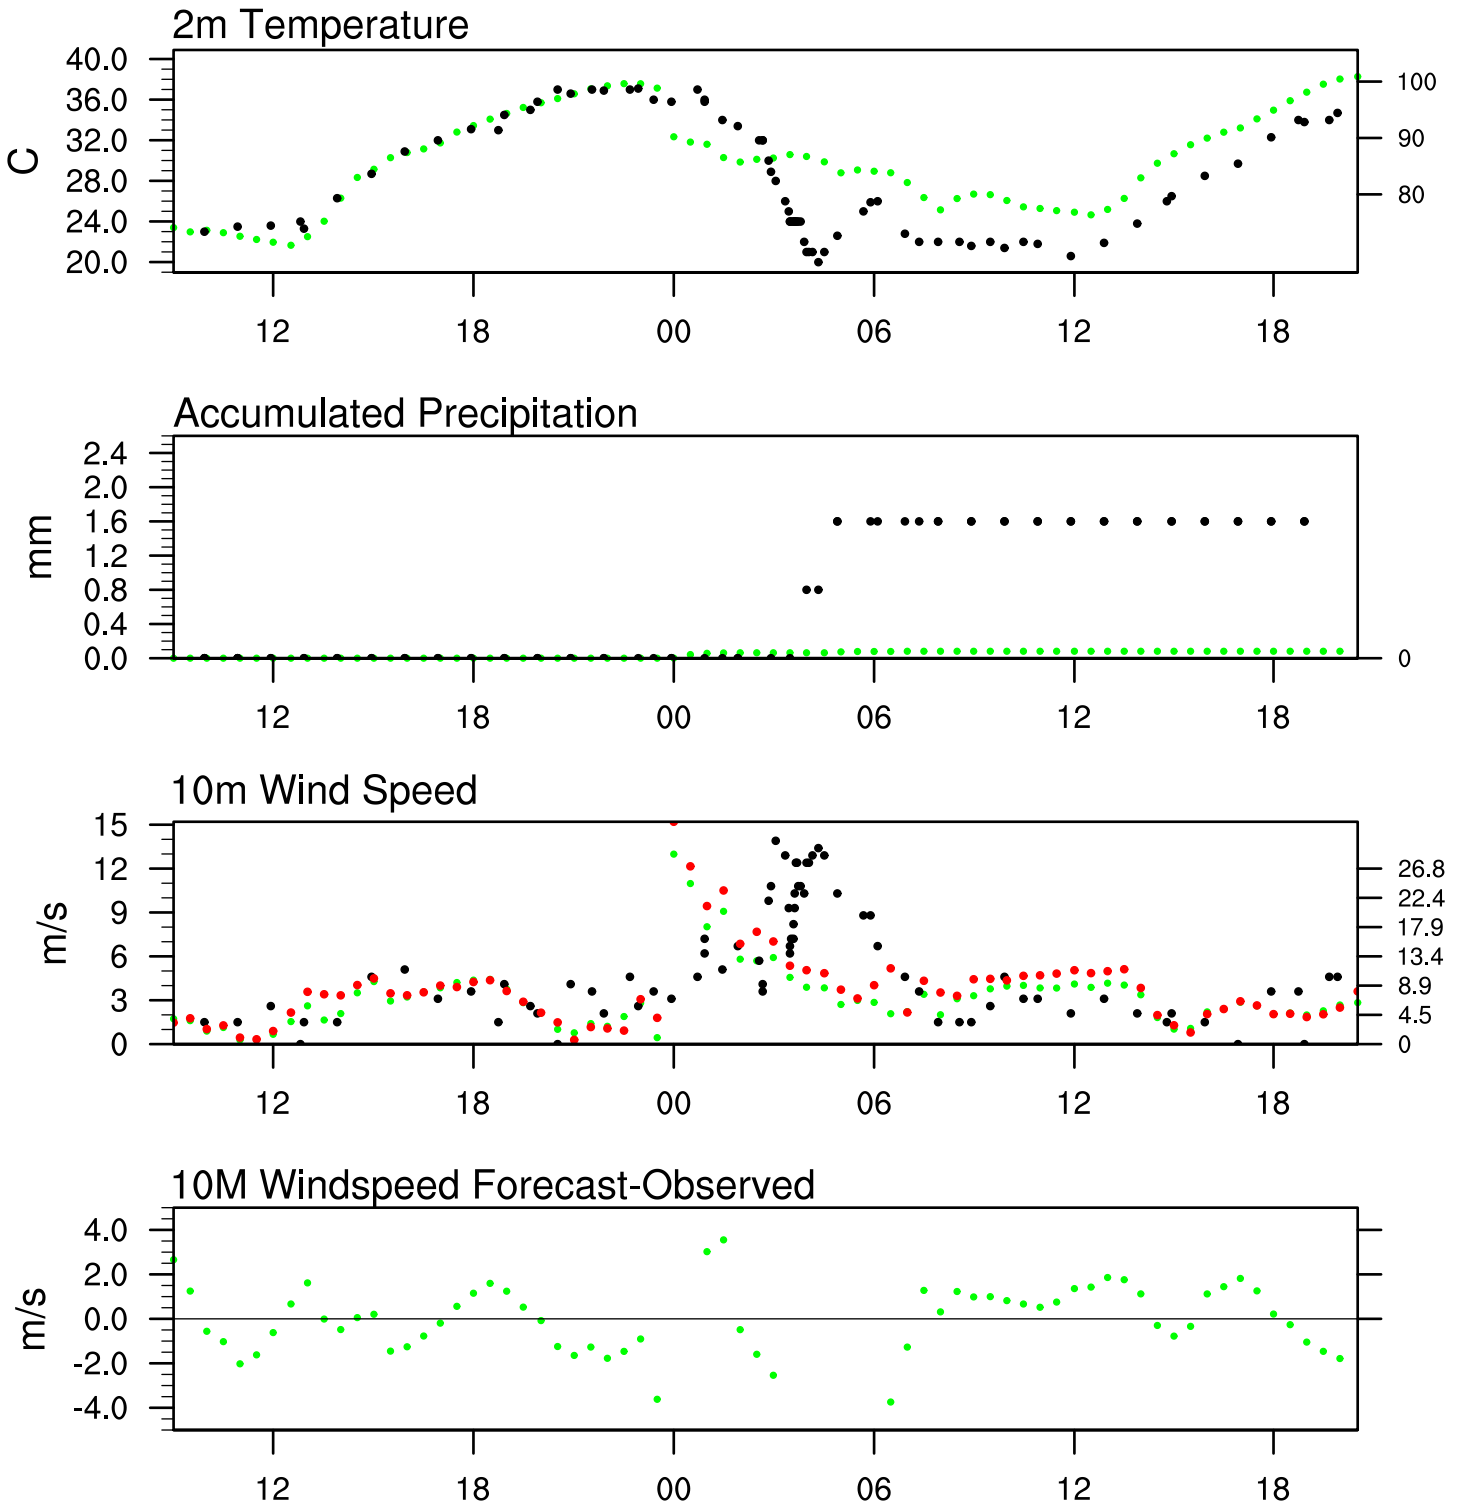 2m Temperature
40.0
36.0
32.0
28.0
24.0
20.0
C
100
90
80
12 18 00 06 12 18
Accumulated Precipitation
2.4
2.0
1.6
1.2
0.8
0.4
0.0
mm
0
12 18 00 06 12 18
10m Wind Speed
15
12
9
6
3
0
m/s
26.8
22.4
17.9
13.4
8.9
4.5
0
12 18 00 06 12 18
10M Windspeed Forecast-Observed
4.0
2.0
0.0
-2.0
-4.0
m/s
12 18 00 06 12 18